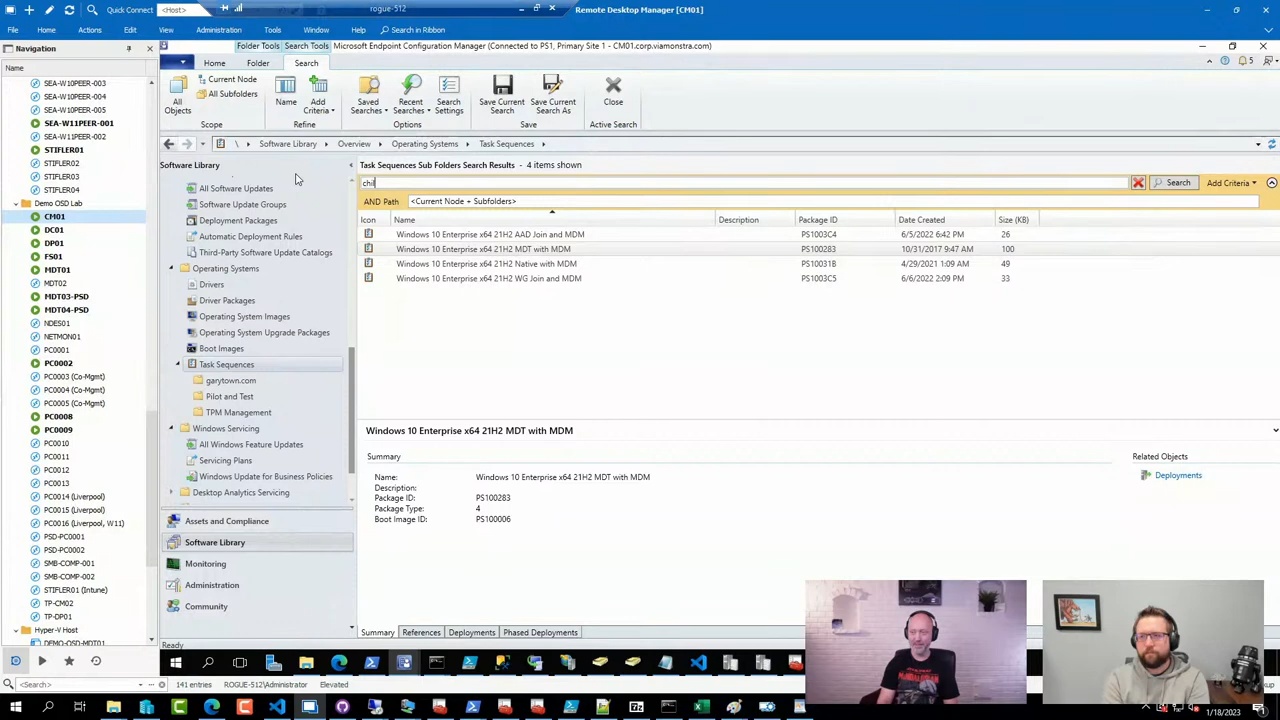 Quick Connect
<Host>
rogue-512
Remote Desktop Manager [CM01]
File
Home
Actions
Edit
View
Administration
Tools
Window
Help
Search in Ribbon
Navigation
Name
SEA-W10PEER-003
SEA-W10PEER-004
SEA-W10PEER-005
SEA-W11PEER-001
SEA-W11PEER-002
STIFLER01
STIFLER02
STIFLER03
STIFLER04
Demo OSD Lab
CM01
DC01
DP01
FS01
MDT01
MDT02
MDT03-PSD
MDT04-PSD
NDES01
NETMON01
PC0001
PC0002
PC0003 (Co-Mgmt)
PC0004 (Co-Mgmt)
PC0005 (Co-Mgmt)
PC0008
PC0009
PC0010
PC0011
PC0012
PC0013
PC0014 (Liverpool)
PC0015 (Liverpool)
PC0016 (Liverpool, W11)
PSD-PC0001
PSD-PC0002
SMB-COMP-001
SMB-COMP-002
STIFLER01 (Intune)
TP-CM02
TP-DP01
Hyper-V Host
DEMO-OSD-MDT01
<Search>
141 entries
ROGUE-512\Administrator
Elevated
Folder Tools
Search Tools
Microsoft Endpoint Configuration Manager (Connected to PS1, Primary Site 1 - CM01.corp.viamonstra.com)
Home
Folder
Search
5
All Objects
Current Node
All Subfolders
Scope
Name
Add Criteria
Refine
Saved Searches
Recent Searches
Search Settings
Options
Save Current Search
Save Current Search As
Save
Close
Active Search
\
Software Library
Overview
Operating Systems
Task Sequences
Software Library
All Software Updates
Software Update Groups
Deployment Packages
Automatic Deployment Rules
Third-Party Software Update Catalogs
Operating Systems
Drivers
Driver Packages
Operating System Images
Operating System Upgrade Packages
Boot Images
Task Sequences
garytown.com
Pilot and Test
TPM Management
Windows Servicing
All Windows Feature Updates
Servicing Plans
Windows Update for Business Policies
Desktop Analytics Servicing
Assets and Compliance
Software Library
Monitoring
Administration
Community
Ready
Task Sequences Sub Folders Search Results - 4 items shown
chil
Search
Add Criteria
AND Path <Current Node + Subfolders>
Icon Name Description Package ID Date Created Size (KB)
Windows 10 Enterprise x64 21H2 AAD Join and MDM PS1003C4 6/5/2022 6:42 PM 26
Windows 10 Enterprise x64 21H2 MDT with MDM PS100283 10/31/2017 9:47 AM 100
Windows 10 Enterprise x64 21H2 Native with MDM PS10031B 4/29/2021 1:09 AM 49
Windows 10 Enterprise x64 21H2 WG Join and MDM PS1003C5 6/6/2022 2:09 PM 33
Windows 10 Enterprise x64 21H2 MDT with MDM
Summary
Name: Windows 10 Enterprise x64 21H2 MDT with MDM
Description:
Package ID: PS100283
Package Type: 4
Boot Image ID: PS100006
Related Objects
Deployments
Summary
References
Deployments
Phased Deployments
1/18/2023